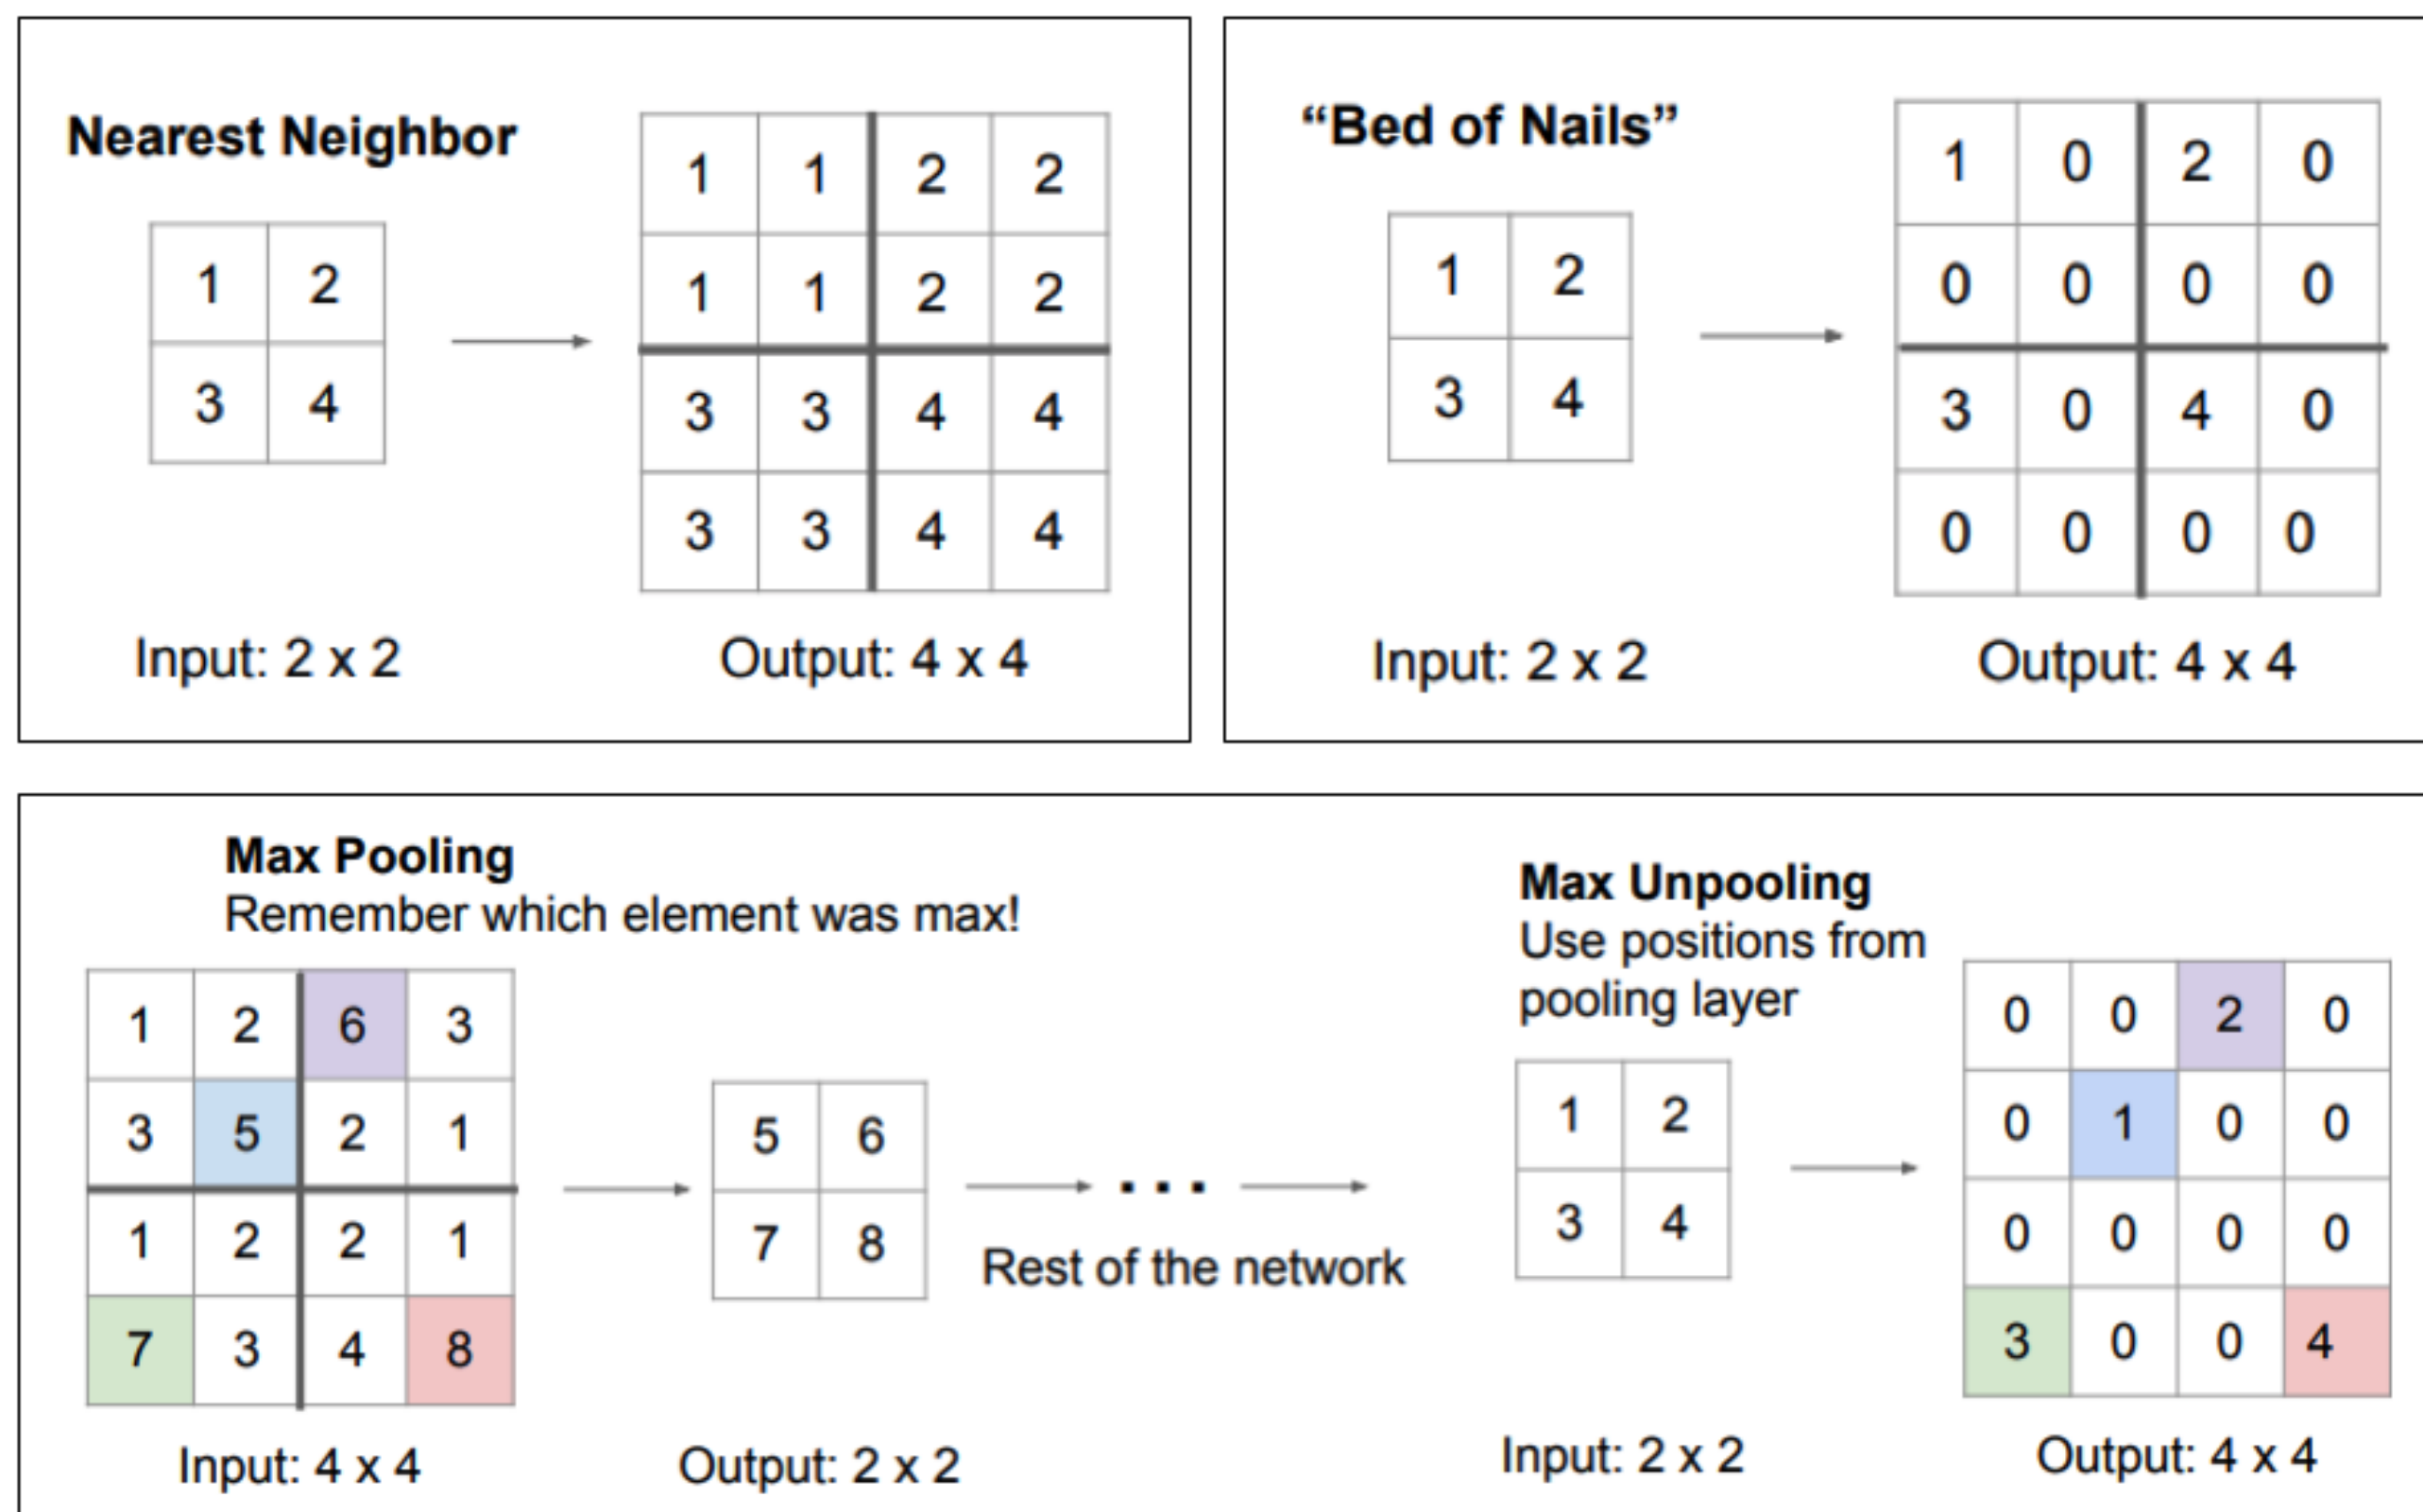 Nearest Neighbor
1 2
3 4
1 1 2 2
1 1 2 2
3 3 4 4
3 3 4 4
Input: 2 x 2
Output: 4 x 4
“Bed of Nails”
1 2
3 4
1 0 2 0
0 0 0 0
3 0 4 0
0 0 0 0
Input: 2 x 2
Output: 4 x 4
Max Pooling
Remember which element was max!
1 2 6 3
3 5 2 1
1 2 2 1
7 3 4 8
Input: 4 x 4
5 6
7 8
Output: 2 x 2
...
Rest of the network
Max Unpooling
Use positions from
pooling layer
1 2
3 4
Input: 2 x 2
0 0 2 0
0 1 0 0
0 0 0 0
3 0 0 4
Output: 4 x 4